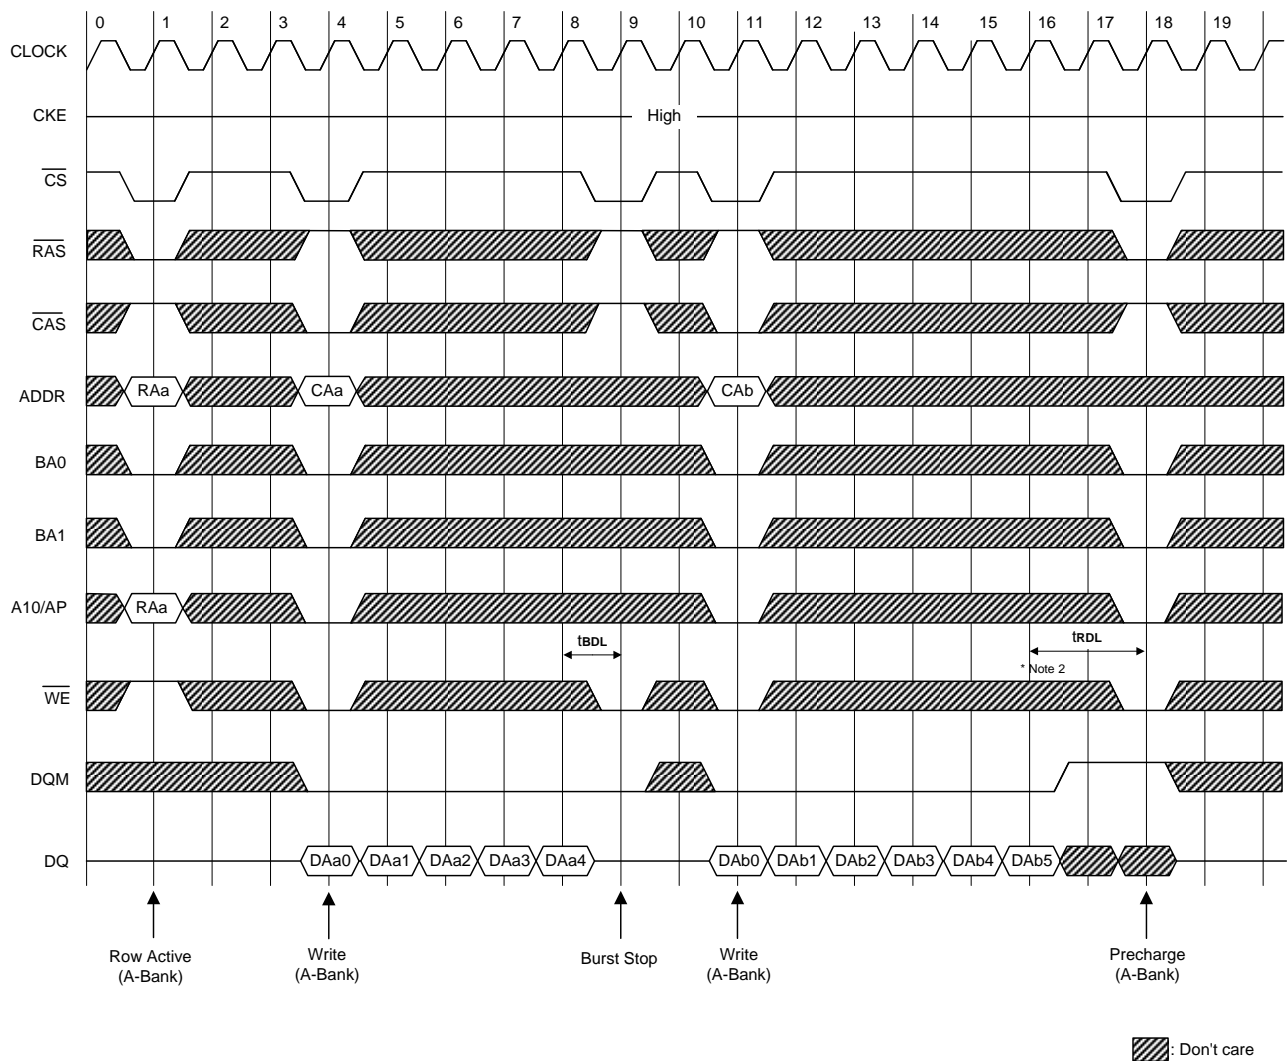 0 1 2 3 4 5 6 7 8 9 10 11 12 13 14 15 16 17 18 19
CLOCK
CKE High
CS
RAS
CAS
ADDR RAa CAa CAb
BA0
BA1
A10/AP RAa
tBDL tRDL
* Note 2
WE
DQM
DQ DAa0 DAa1 DAa2 DAa3 DAa4 DAb0 DAb1 DAb2 DAb3 DAb4 DAb5
Row Active
(A-Bank)
Write
(A-Bank)
Burst Stop
Write
(A-Bank)
Precharge
(A-Bank)
: Don't care